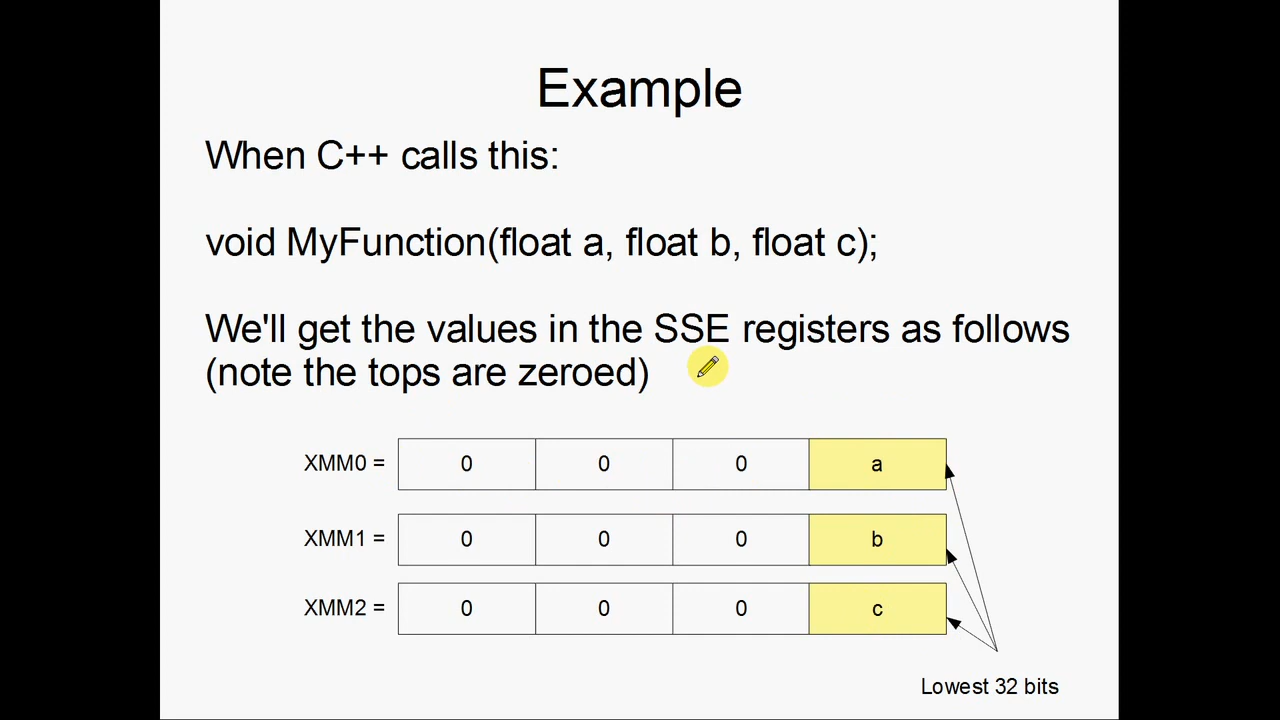 Example
When C++ calls this:
void MyFunction(float a, float b, float c);
We'll get the values in the SSE registers as follows
(note the tops are zeroed)
XMM0 = 0 0 0 a
XMM1 = 0 0 0 b
XMM2 = 0 0 0 c
Lowest 32 bits